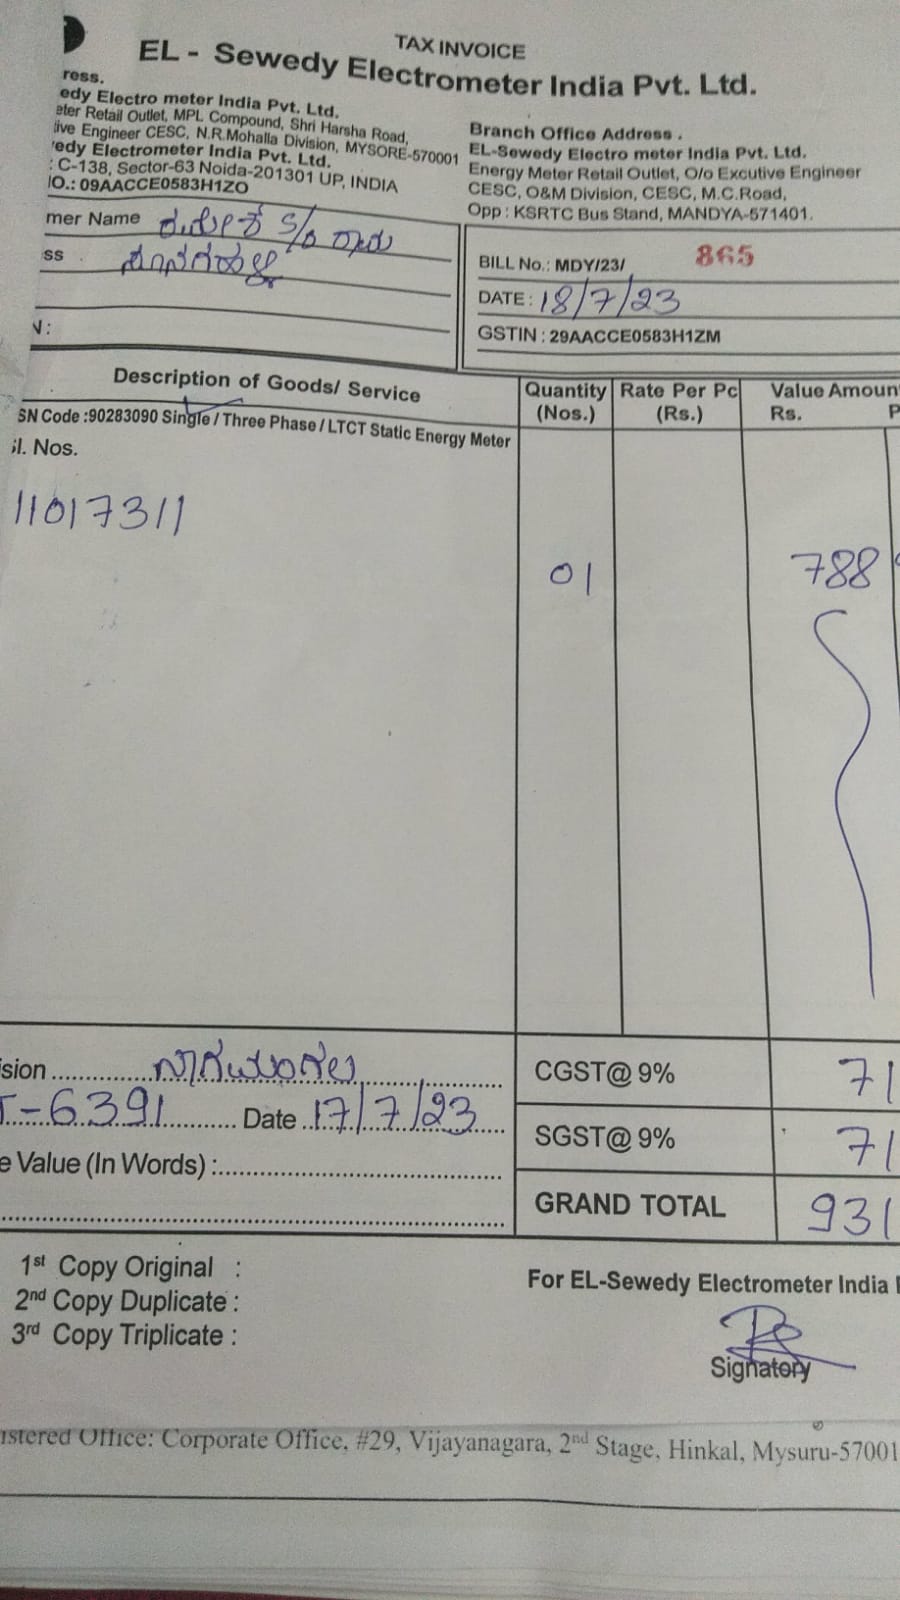 TAX INVOICE
EL - Sewedy Electrometer India Pvt. Ltd.
ress.
edy Electro meter India Pvt. Ltd.
eter Retail Outlet, MPL Compound, Shri Harsha Road,
tive Engineer CESC, N.R.Mohalla Division, MYSORE-570001
edy Electrometer India Pvt. Ltd.
: C-138, Sector-63 Noida-201301 UP, INDIA
IO.: 09AACCE0583H1ZO
Branch Office Address .
EL-Sewedy Electro meter India Pvt. Ltd.
Energy Meter Retail Outlet, O/o Excutive Engineer
CESC, O&M Division, CESC, M.C.Road,
Opp : KSRTC Bus Stand, MANDYA-571401.
mer Name S/o
ss
N :
BILL No.: MDY/23/ 865
DATE : 18/7/23
GSTIN : 29AACCE0583H1ZM
Description of Goods/ Service Quantity (Nos.) Rate Per Pc (Rs.) Value Amoun Rs. P
SN Code :90283090 Single / Three Phase / LTCT Static Energy Meter
Sl. Nos.
11017311
01 788
ision �ನಾಗಮಂಗಲ
T-6391 Date 17/7/23
e Value (In Words) :
CGST@ 9% 71
SGST@ 9% 71
GRAND TOTAL 931
1st Copy Original :
2nd Copy Duplicate :
3rd Copy Triplicate :
For EL-Sewedy Electrometer India
Signatory
istered Office: Corporate Office, #29, Vijayanagara, 2nd Stage, Hinkal, Mysuru-57001